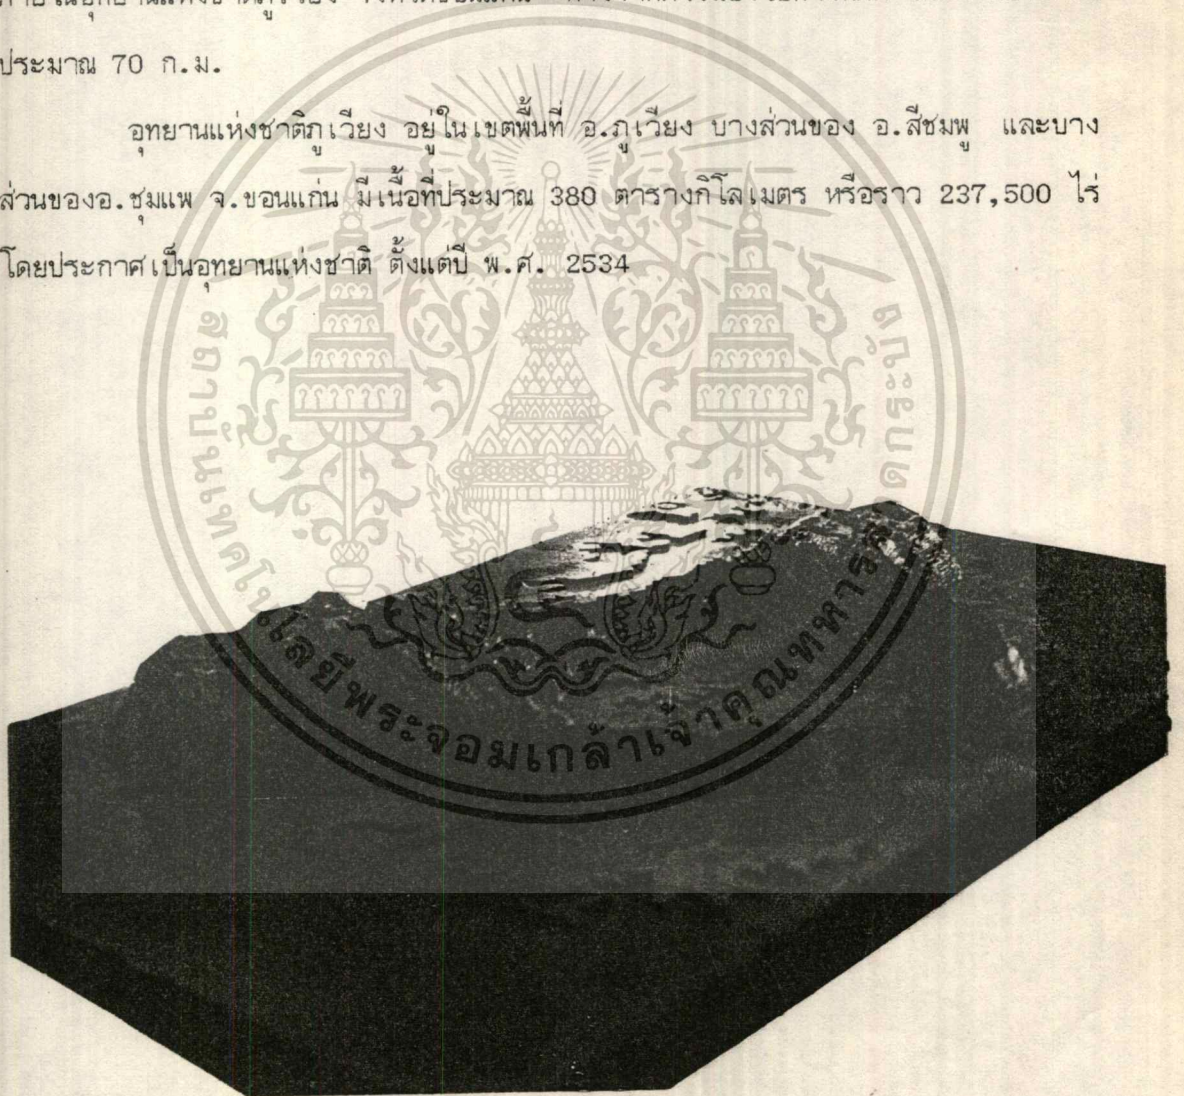 ประมาณ 70 ก.ม.
อุทยานแห่งชาติภูเวียง อยู่ในเขตพื้นที่ อ.ภูเวียง บางส่วนของ อ.สีชมพู และบาง
ส่วนของอ.ชุมแพ จ.ขอนแก่น มีเนื้อที่ประมาณ 380 ตารางกิโลเมตร หรือราว 237,500 ไร่
โดยประกาศเป็นอุทยานแห่งชาติ ตั้งแต่ปี พ.ศ. 2534
สถาบันเทคโนโลยีพระจอมเกล้าเจ้าคุณทหารลาดกระบัง